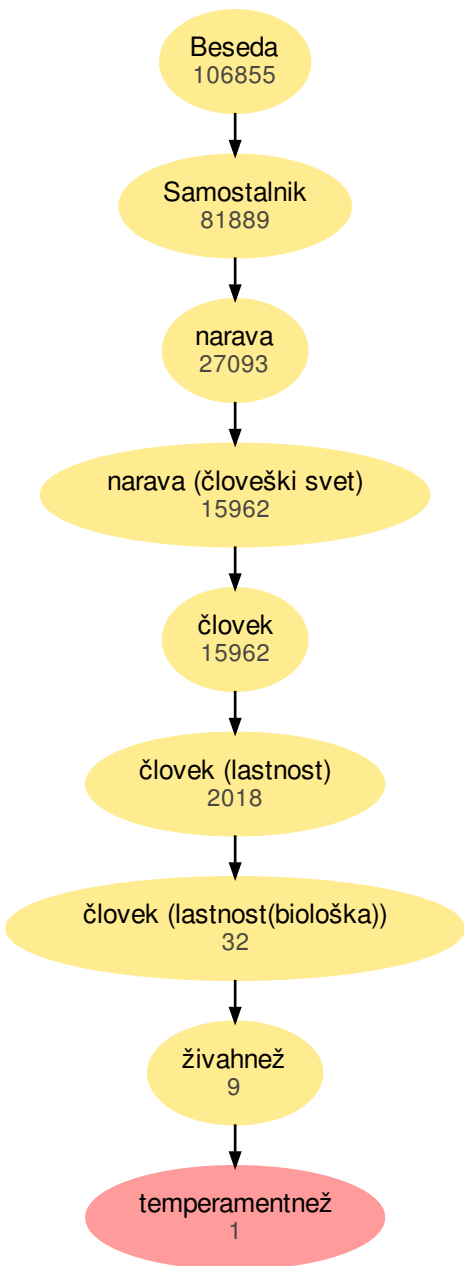 Beseda
106855
Samostalnik
81889
narava
27093
narava (človeški svet)
15962
človek
15962
človek (lastnost)
2018
človek (lastnost(biološka))
32
živahnež
9
temperamentnež
1